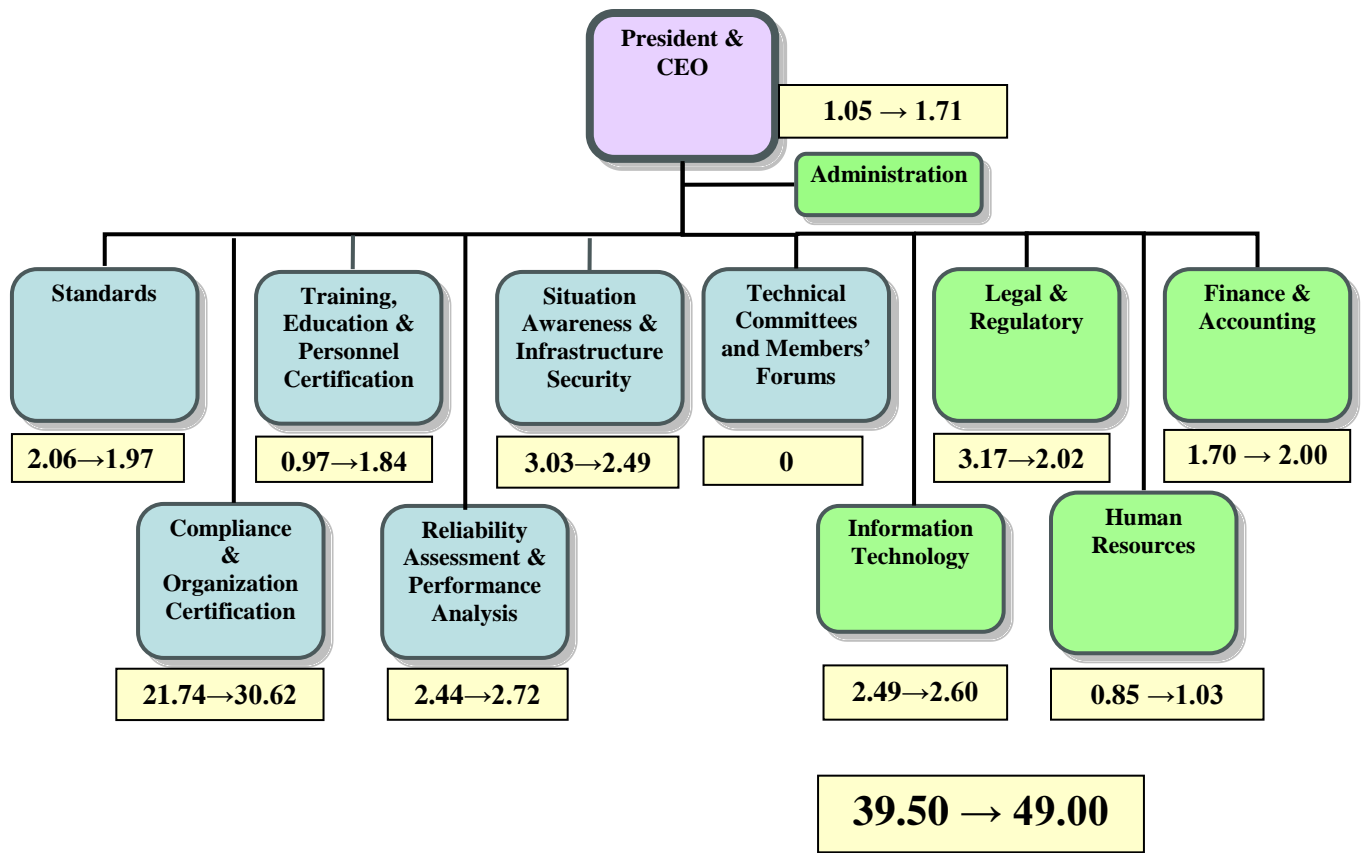 President &
CEO
1.05 → 1.71
Administration
Standards
2.06→1.97
Training,
Education &
Personnel
Certification
0.97→1.84
Situation
Awareness &
Infrastructure
Security
3.03→2.49
Technical
Committees
and Members’
Forums
0
Legal &
Regulatory
3.17→2.02
Finance &
Accounting
1.70 → 2.00
Compliance
&
Organization
Certification
21.74→30.62
Reliability
Assessment &
Performance
Analysis
2.44→2.72
Information
Technology
2.49→2.60
Human
Resources
0.85 →1.03
39.50 → 49.00